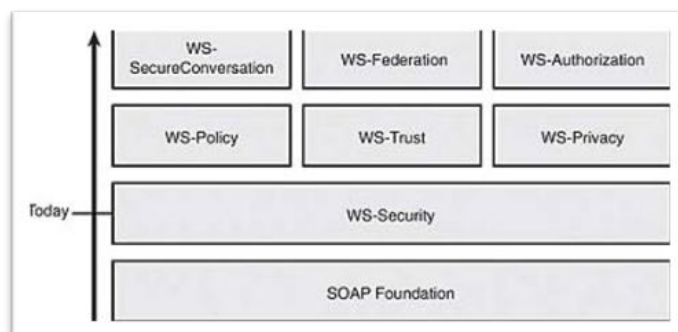 WS-
SecureConversation
WS-Federation
WS-Authorization
WS-Policy
WS-Trust
WS-Privacy
Today
WS-Security
SOAP Foundation